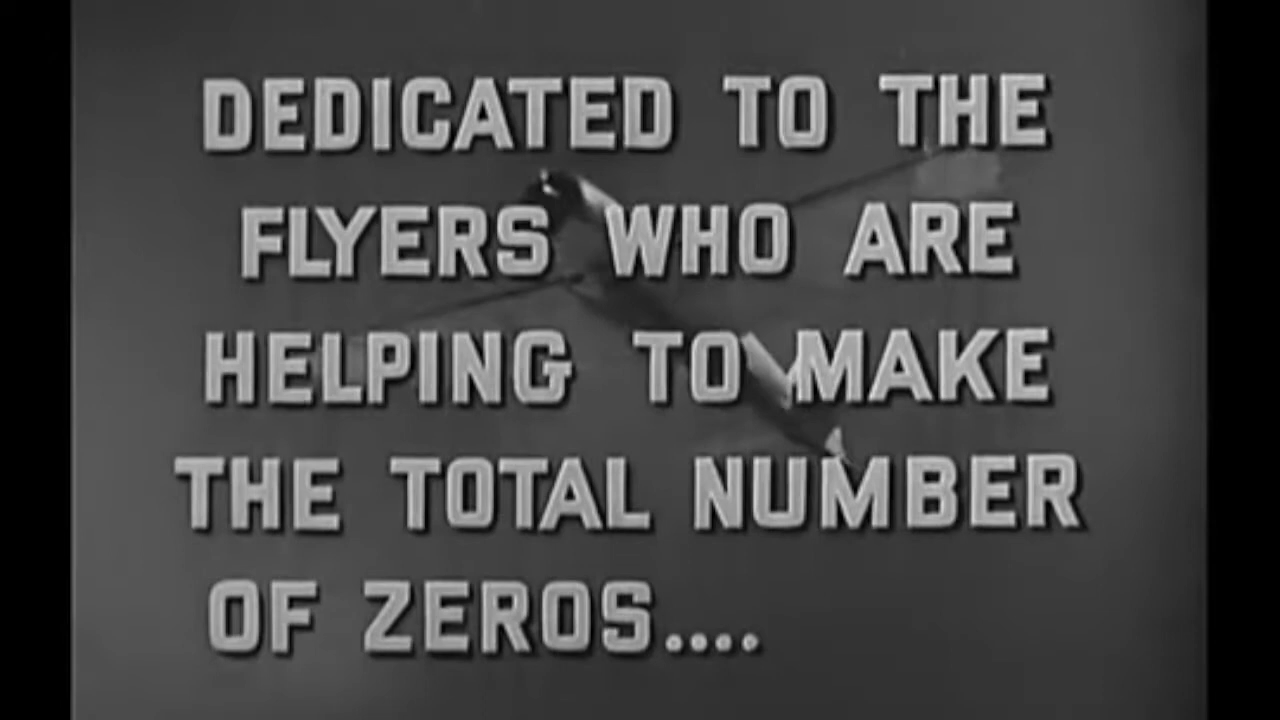 DEDICATED TO THE
FLYERS WHO ARE
HELPING TO MAKE
THE TOTAL NUMBER
OF ZEROS....